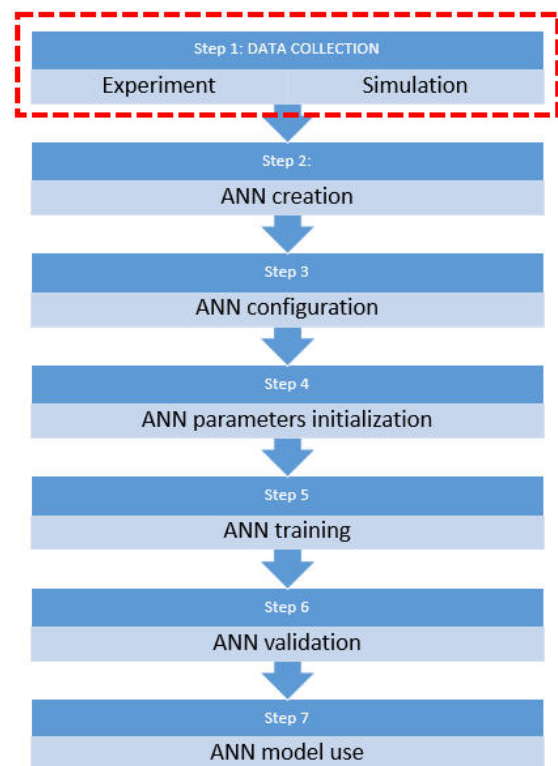 Step 1: DATA COLLECTION
Experiment Simulation
Step 2:
ANN creation
Step 3
ANN configuration
Step 4
ANN parameters initialization
Step 5
ANN training
Step 6
ANN validation
Step 7
ANN model use